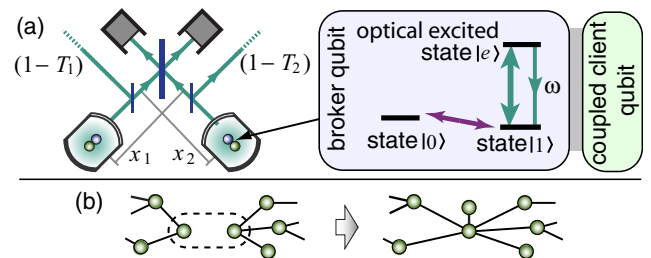 (a)
(1- T1)
(1- T2)
x1
x2
broker qubit
optical excited
state|e⟩
ω
state|0⟩
state|1⟩
coupled client
qubit
(b)